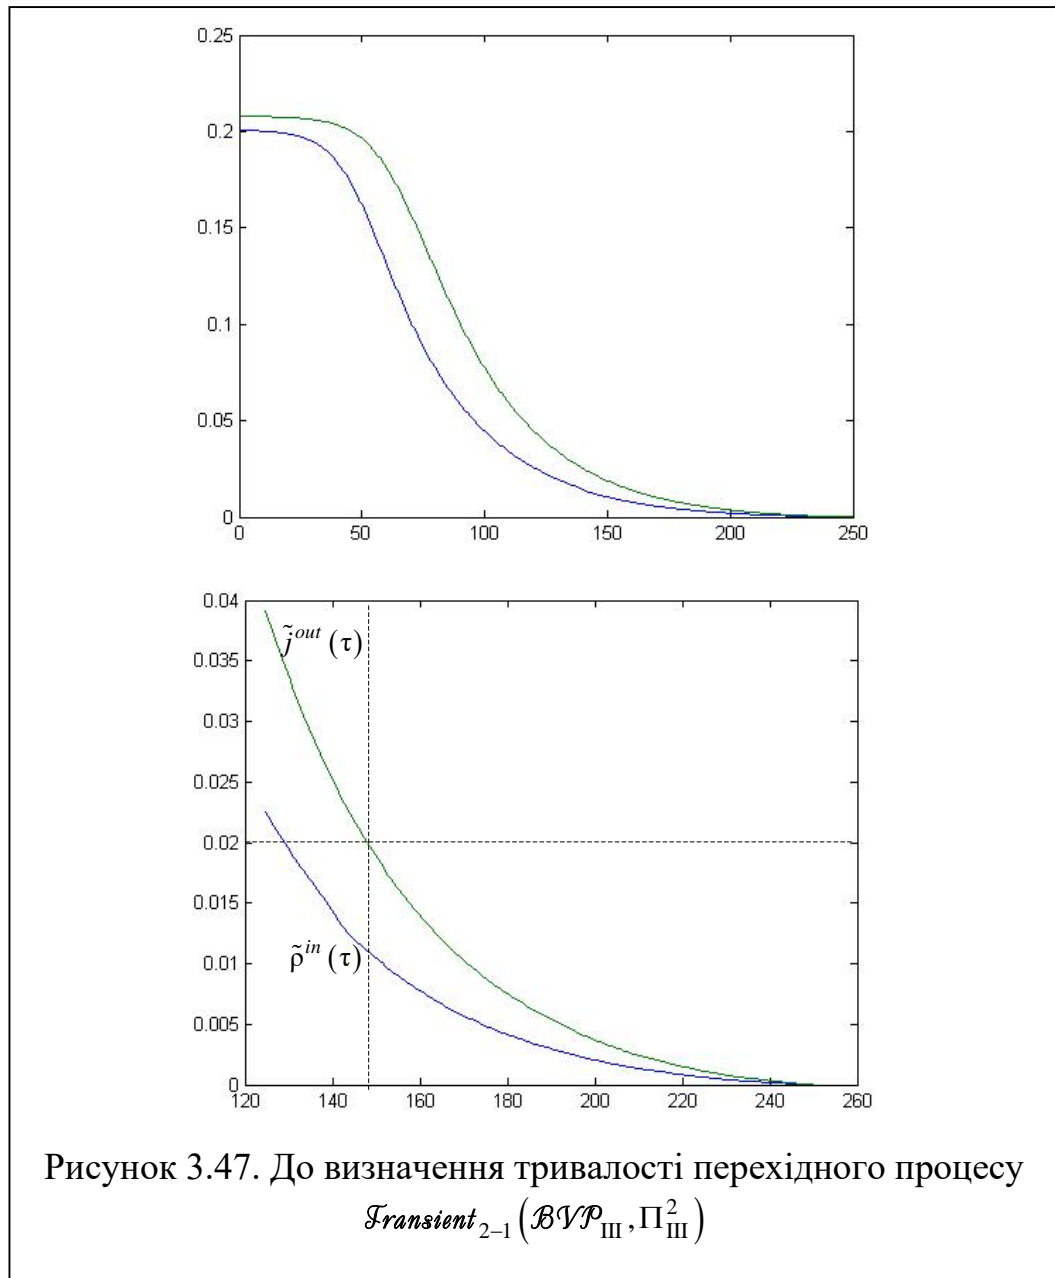 0.25
0.2
0.15
0.1
0.05
0
0 50 100 150 200 250
0.04
0.035
0.03
0.025
0.02
0.015
0.01
0.005
0
j̃^out (τ)
ρ̃^in (τ)
120 140 160 180 200 220 240 260
Рисунок 3.47. До визначення тривалості перехідного процесу
𝒯ransient₂₋₁(ℬ𝒱𝒫_III, Π²_III)